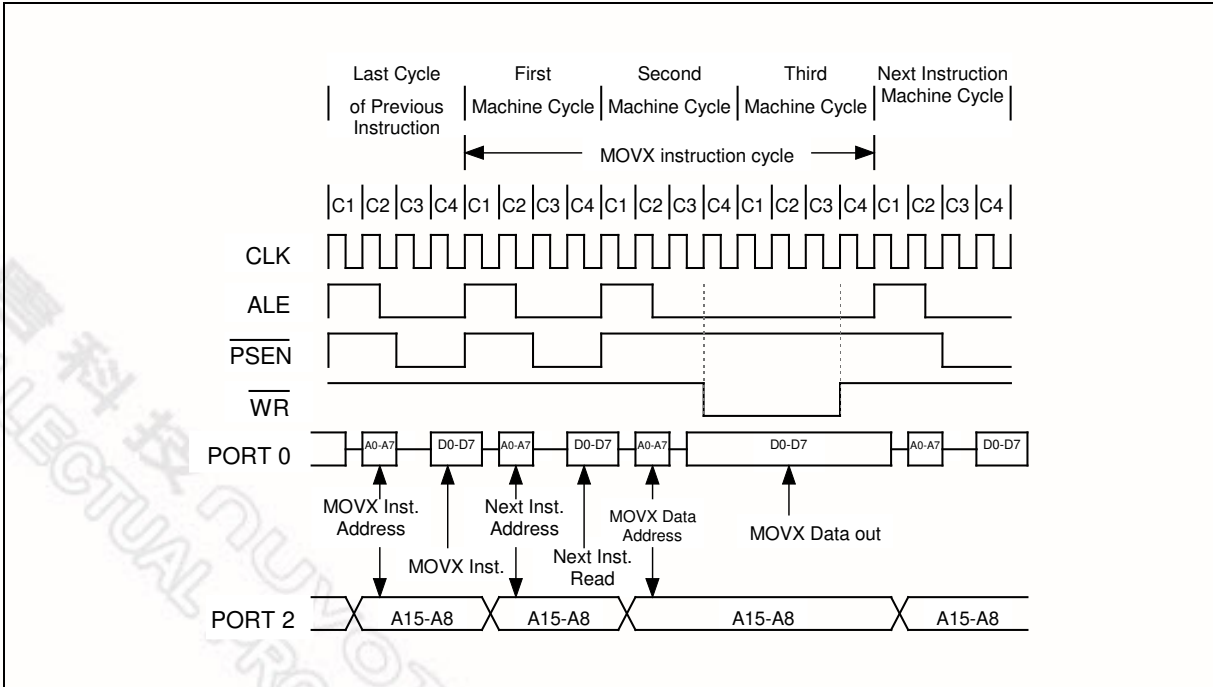 Last Cycle
of Previous
Instruction
First
Machine Cycle
Second
Machine Cycle
Third
Machine Cycle
Next Instruction
Machine Cycle
MOVX instruction cycle
C1 C2 C3 C4 C1 C2 C3 C4 C1 C2 C3 C4 C1 C2 C3 C4 C1 C2 C3 C4
CLK
ALE
PSEN
WR
PORT 0
A0-A7 D0-D7 A0-A7 D0-D7 A0-A7 D0-D7 A0-A7 D0-D7
MOVX Inst.
Address
MOVX Inst.
Next Inst.
Address
Next Inst.
Read
MOVX Data
Address
MOVX Data out
PORT 2
A15-A8 A15-A8 A15-A8 A15-A8